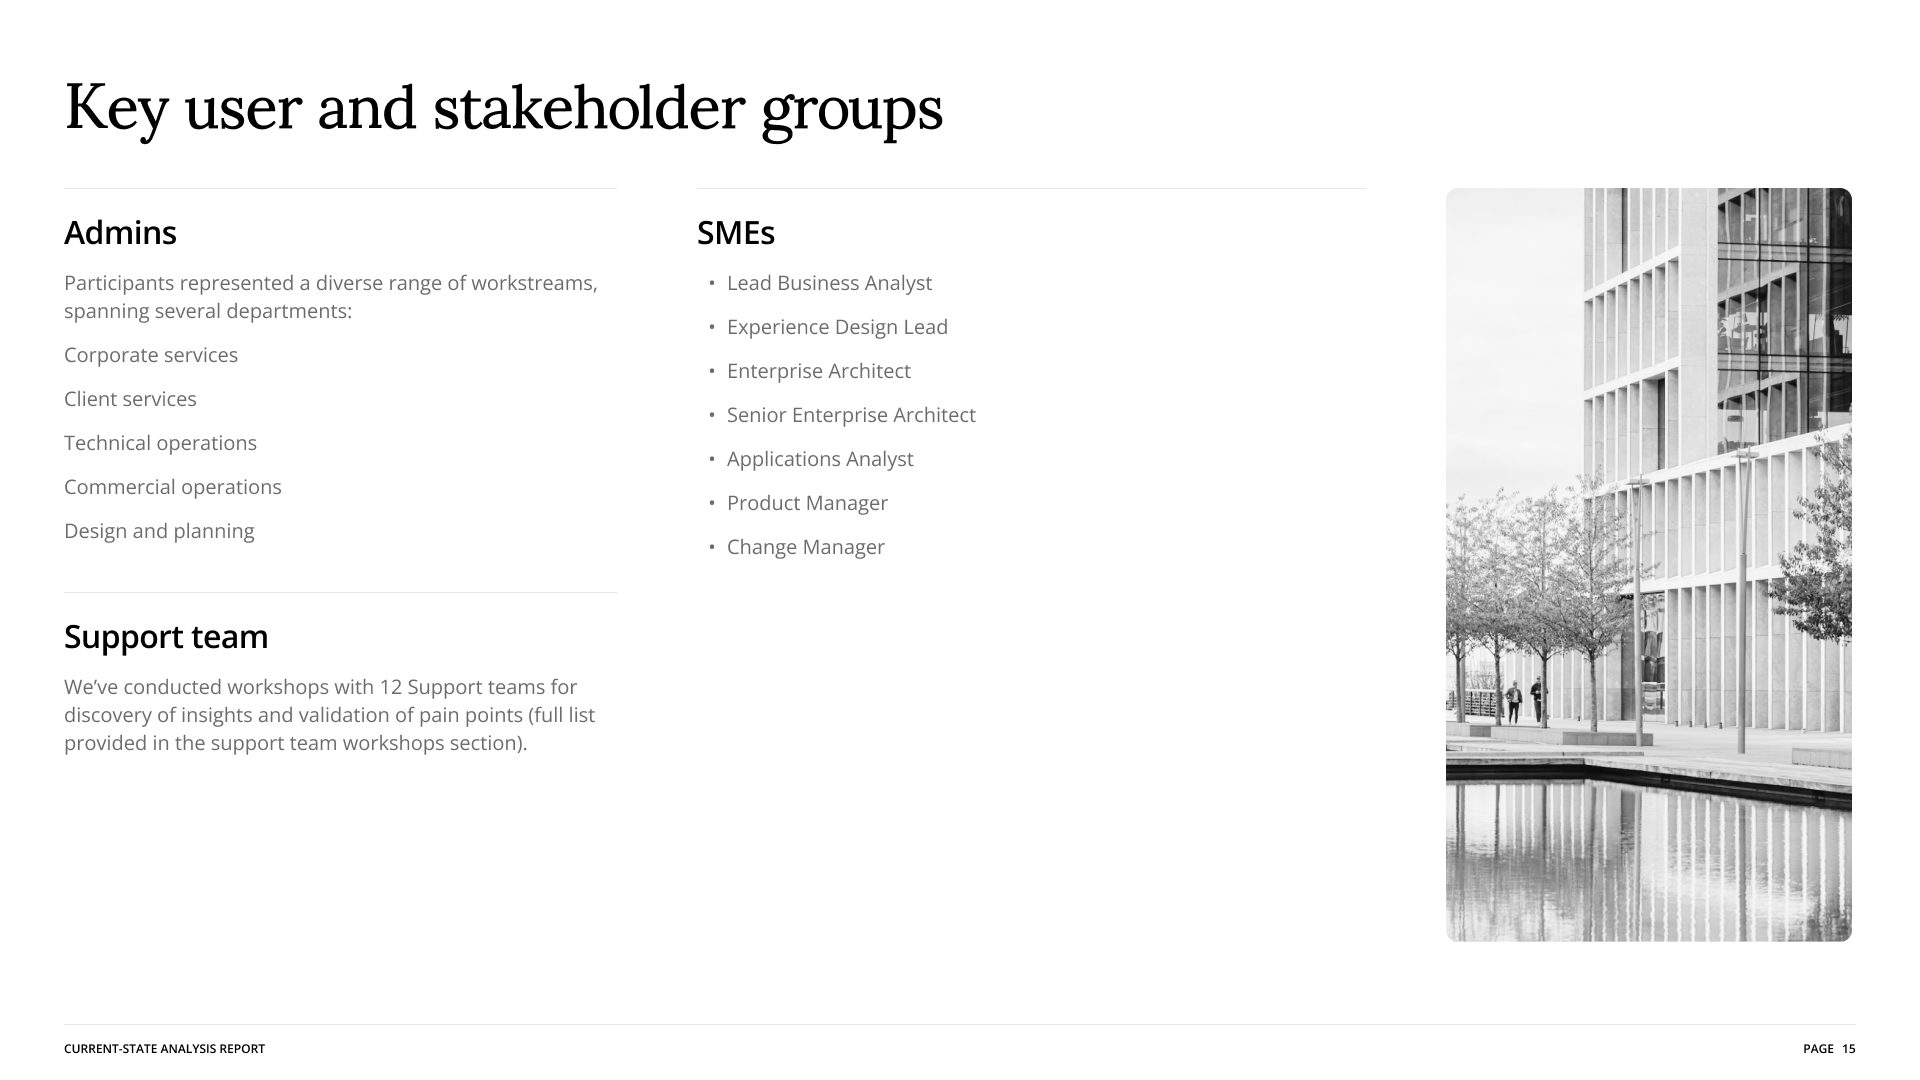 Key user and stakeholder groups
Admins
Participants represented a diverse range of workstreams,
spanning several departments:
Corporate services
Client services
Technical operations
Commercial operations
Design and planning
Support team
We’ve conducted workshops with 12 Support teams for
discovery of insights and validation of pain points (full list
provided in the support team workshops section).
SMEs
• Lead Business Analyst
• Experience Design Lead
• Enterprise Architect
• Senior Enterprise Architect
• Applications Analyst
• Product Manager
• Change Manager
CURRENT-STATE ANALYSIS REPORT
PAGE 15